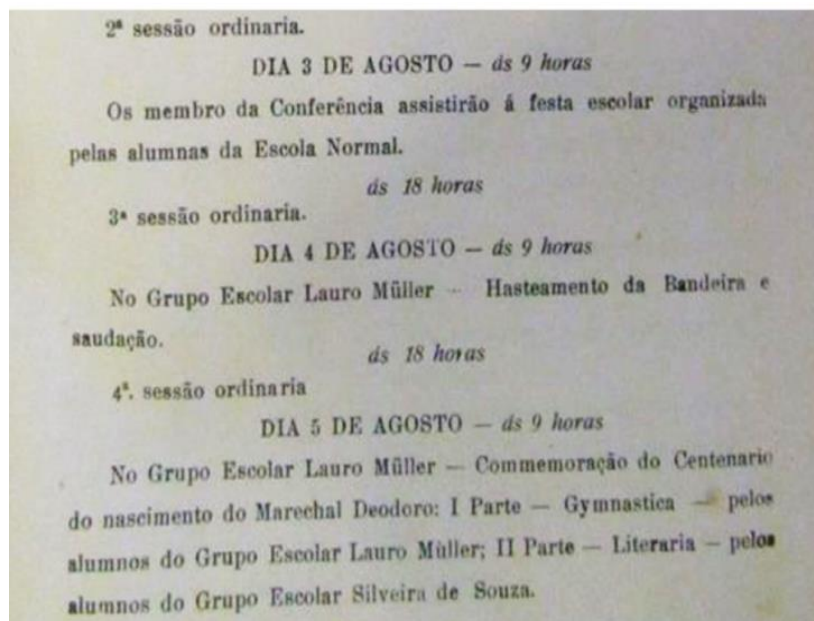 2ª sessão ordinaria.
DIA 3 DE AGOSTO — ás 9 horas
Os membro da Conferência assistirão á festa escolar organizada
pelas alumnas da Escola Normal.
ás 18 horas
3ª sessão ordinaria.
DIA 4 DE AGOSTO — ás 9 horas
No Grupo Escolar Lauro Müller — Hasteamento da Bandeira e
saudação.
ás 18 horas
4ª. sessão ordinaria
DIA 5 DE AGOSTO — ás 9 horas
No Grupo Escolar Lauro Müller — Commemoração do Centenario
do nascimento do Marechal Deodoro: I Parte — Gymnastica — pelos
alumnos do Grupo Escolar Lauro Müller; II Parte — Literaria — pelos
alumnos do Grupo Escolar Silveira de Souza.